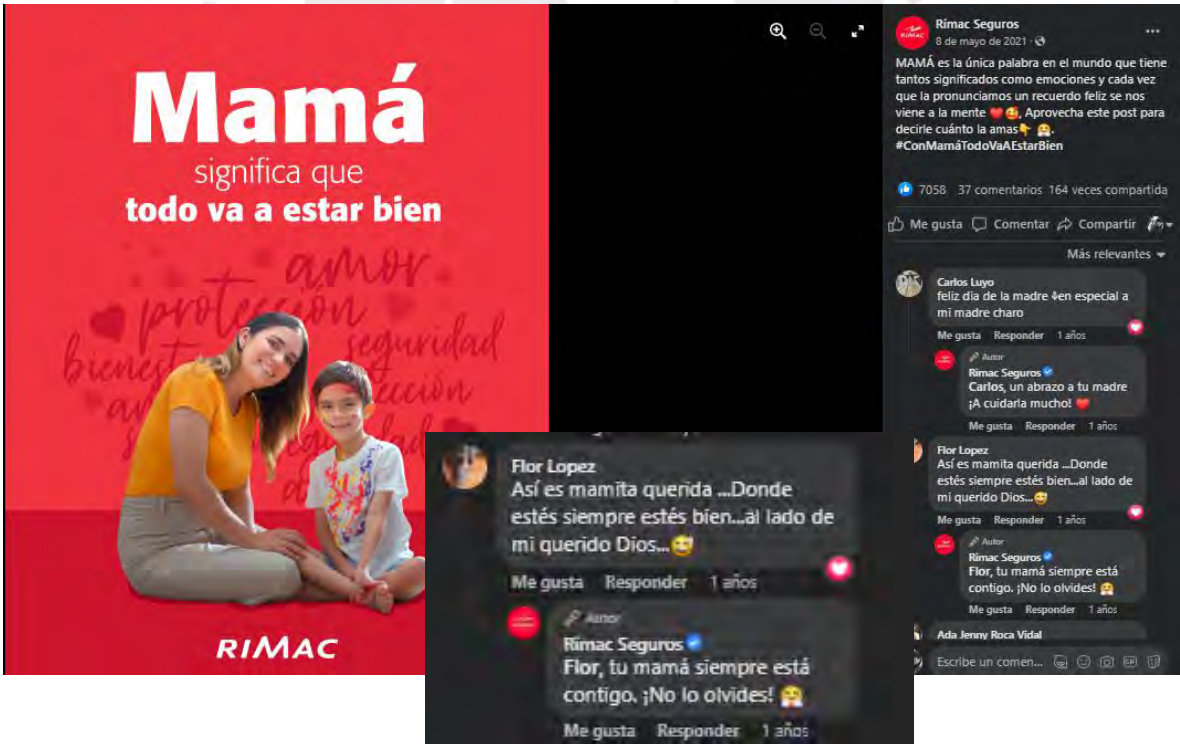 Mamá
significa que
todo va a estar bien
amor
protección
seguridad
RIMAC
RIMAC
Rimac Seguros
8 de mayo de 2021
MAMÁ es la única palabra en el mundo que tiene
tantos significados como emociones y cada vez
que la pronunciamos un recuerdo feliz se nos
viene a la mente ❤️🥰, Aprovecha este post para
decirle cuánto la amas👇 🤗.
#ConMamáTodoVaAEstarBien
7058 37 comentarios 164 veces compartida
Me gusta Comentar Compartir
Más relevantes
Carlos Luyo
feliz dia de la madre en especial a
mi madre charo
Me gusta Responder 1 años
Autor
Rimac Seguros
Carlos, un abrazo a tu madre
¡A cuidarla mucho! ❤️
Me gusta Responder 1 años
Flor Lopez
Así es mamita querida ...Donde
estés siempre estés bien...al lado de
mi querido Dios...😅
Me gusta Responder 1 años
Autor
Rimac Seguros
Flor, tu mamá siempre está
contigo. ¡No lo olvides! 🤗
Me gusta Responder 1 años
Ada Jenny Roca Vidal
Escribe un comen...
Flor Lopez
Así es mamita querida ...Donde
estés siempre estés bien...al lado de
mi querido Dios...😅
Me gusta Responder 1 años
Autor
Rimac Seguros
Flor, tu mamá siempre está
contigo. ¡No lo olvides! 🤗
Me gusta Responder 1 años